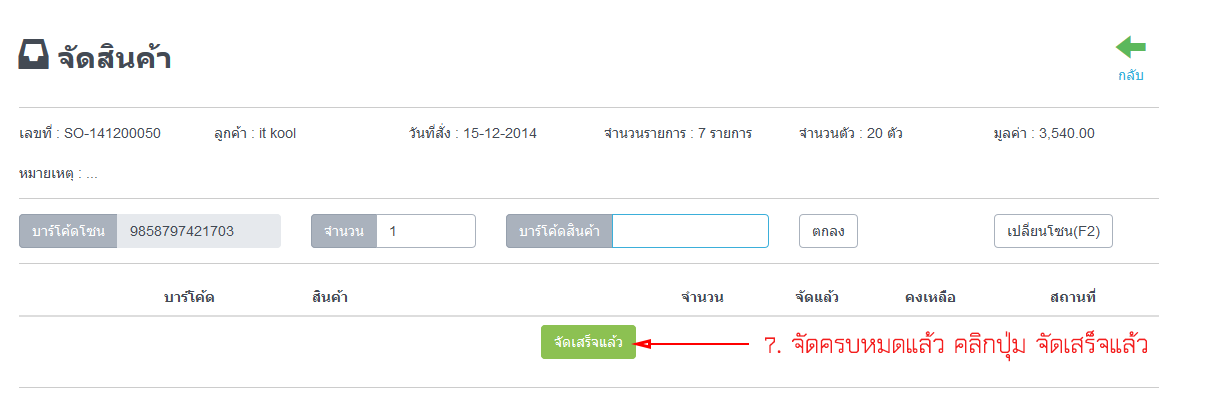 จัดสินค้า
กลับ
เลขที่ : SO-141200050 ลูกค้า : it kool วันที่สั่ง : 15-12-2014 จำนวนรายการ : 7 รายการ จำนวนตัว : 20 ตัว มูลค่า : 3,540.00
หมายเหตุ : ...
บาร์โค้ดโซน 9858797421703 จำนวน 1 บาร์โค้ดสินค้า ตกลง เปลี่ยนโซน(F2)
บาร์โค้ด สินค้า จำนวน จัดแล้ว คงเหลือ สถานที่
จัดเสร็จแล้ว 7. จัดครบหมดแล้ว คลิกปุ่ม จัดเสร็จแล้ว